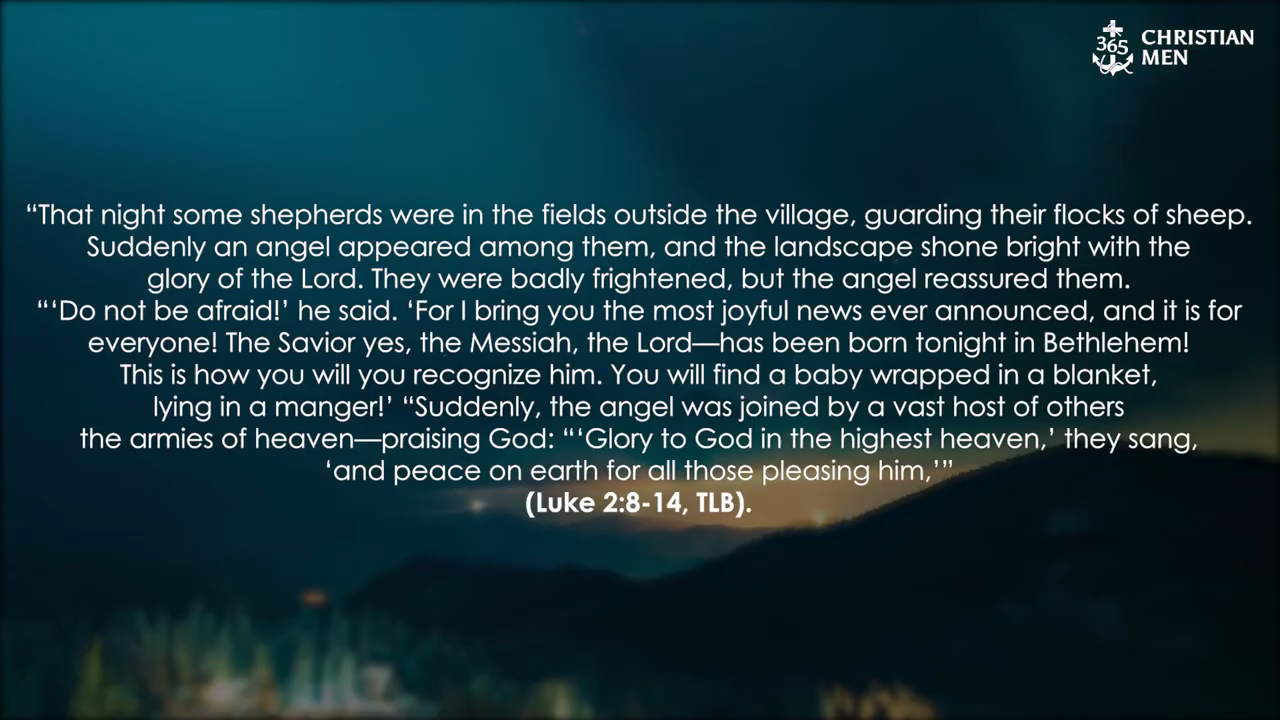 365
CHRISTIAN
MEN
“That night some shepherds were in the fields outside the village, guarding their flocks of sheep.
Suddenly an angel appeared among them, and the landscape shone bright with the
glory of the Lord. They were badly frightened, but the angel reassured them.
“‘Do not be afraid!’ he said. ‘For I bring you the most joyful news ever announced, and it is for
everyone! The Savior yes, the Messiah, the Lord—has been born tonight in Bethlehem!
This is how you will you recognize him. You will find a baby wrapped in a blanket,
lying in a manger!’ “Suddenly, the angel was joined by a vast host of others
the armies of heaven—praising God: “‘Glory to God in the highest heaven,’ they sang,
‘and peace on earth for all those pleasing him,’”
(Luke 2:8-14, TLB).